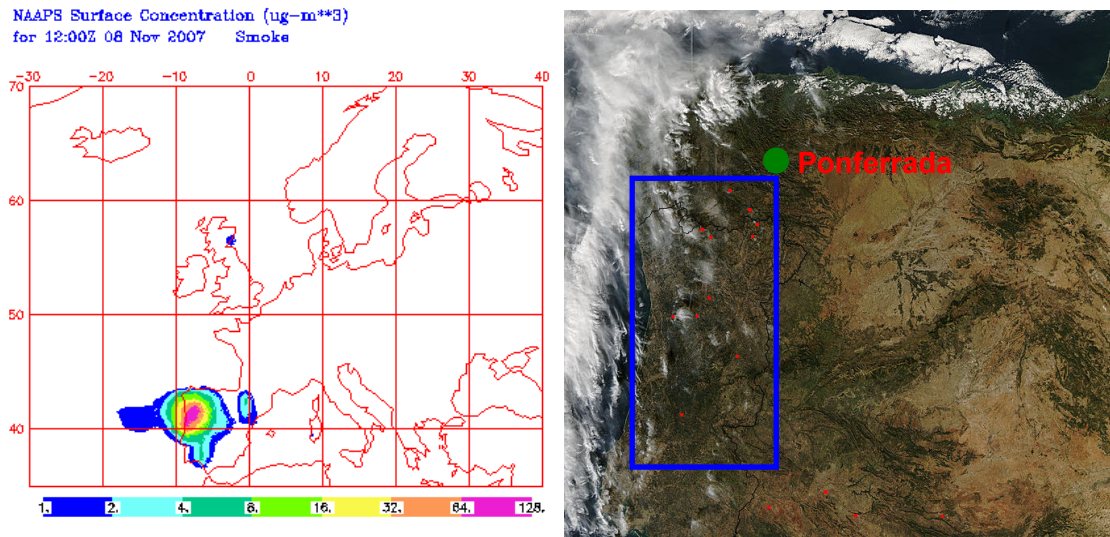 NAAPS Surface Concentration (ug-m**3)
for 12:00Z 08 Nov 2007 Smoke
-30 -20 -10 0 10 20 30 40
70
60
50
40
1. 2. 4. 8. 16. 32. 64. 128.
Ponferrada